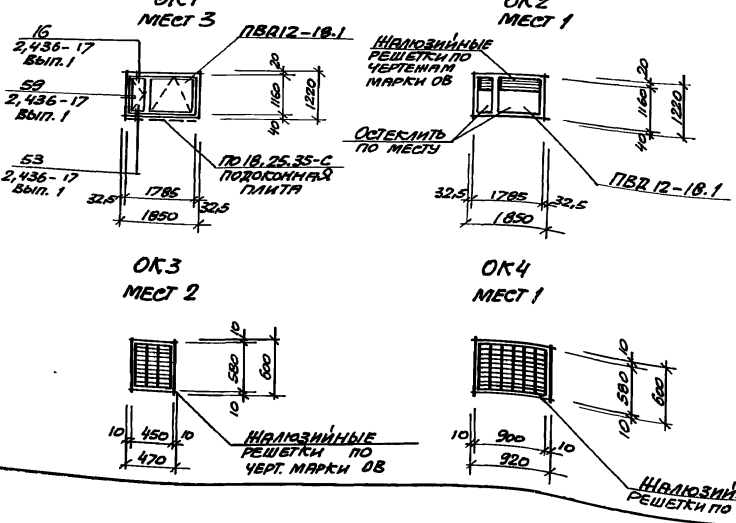 ОК1
МЕСТ 3
16
2,436-17
Вып. 1
59
2,436-17
Вып. 1
53
2,436-17
Вып. 1
ПВД12-18.1
20
1160
40
1220
ПО 18.25.35-С
ПОДОКОННАЯ
ПЛИТА
32,5
1785
32,5
1850
ОК2
МЕСТ 1
ЖАЛЮЗИЙНЫЕ
РЕШЕТКИ ПО
ЧЕРТЕЖАМ
МАРКИ ОВ
ОСТЕКЛИТЬ
ПО МЕСТУ
20
1160
40
1220
ПВД 12-18.1
32,5
1785
32,5
1850
ОК3
МЕСТ 2
10
580
10
600
10
450
10
470
ЖАЛЮЗИЙНЫЕ
РЕШЕТКИ ПО
ЧЕРТ. МАРКИ ОВ
ОК4
МЕСТ 1
10
580
10
600
10
900
10
920
ЖАЛЮЗИЙ
РЕШЕТКИ ПО